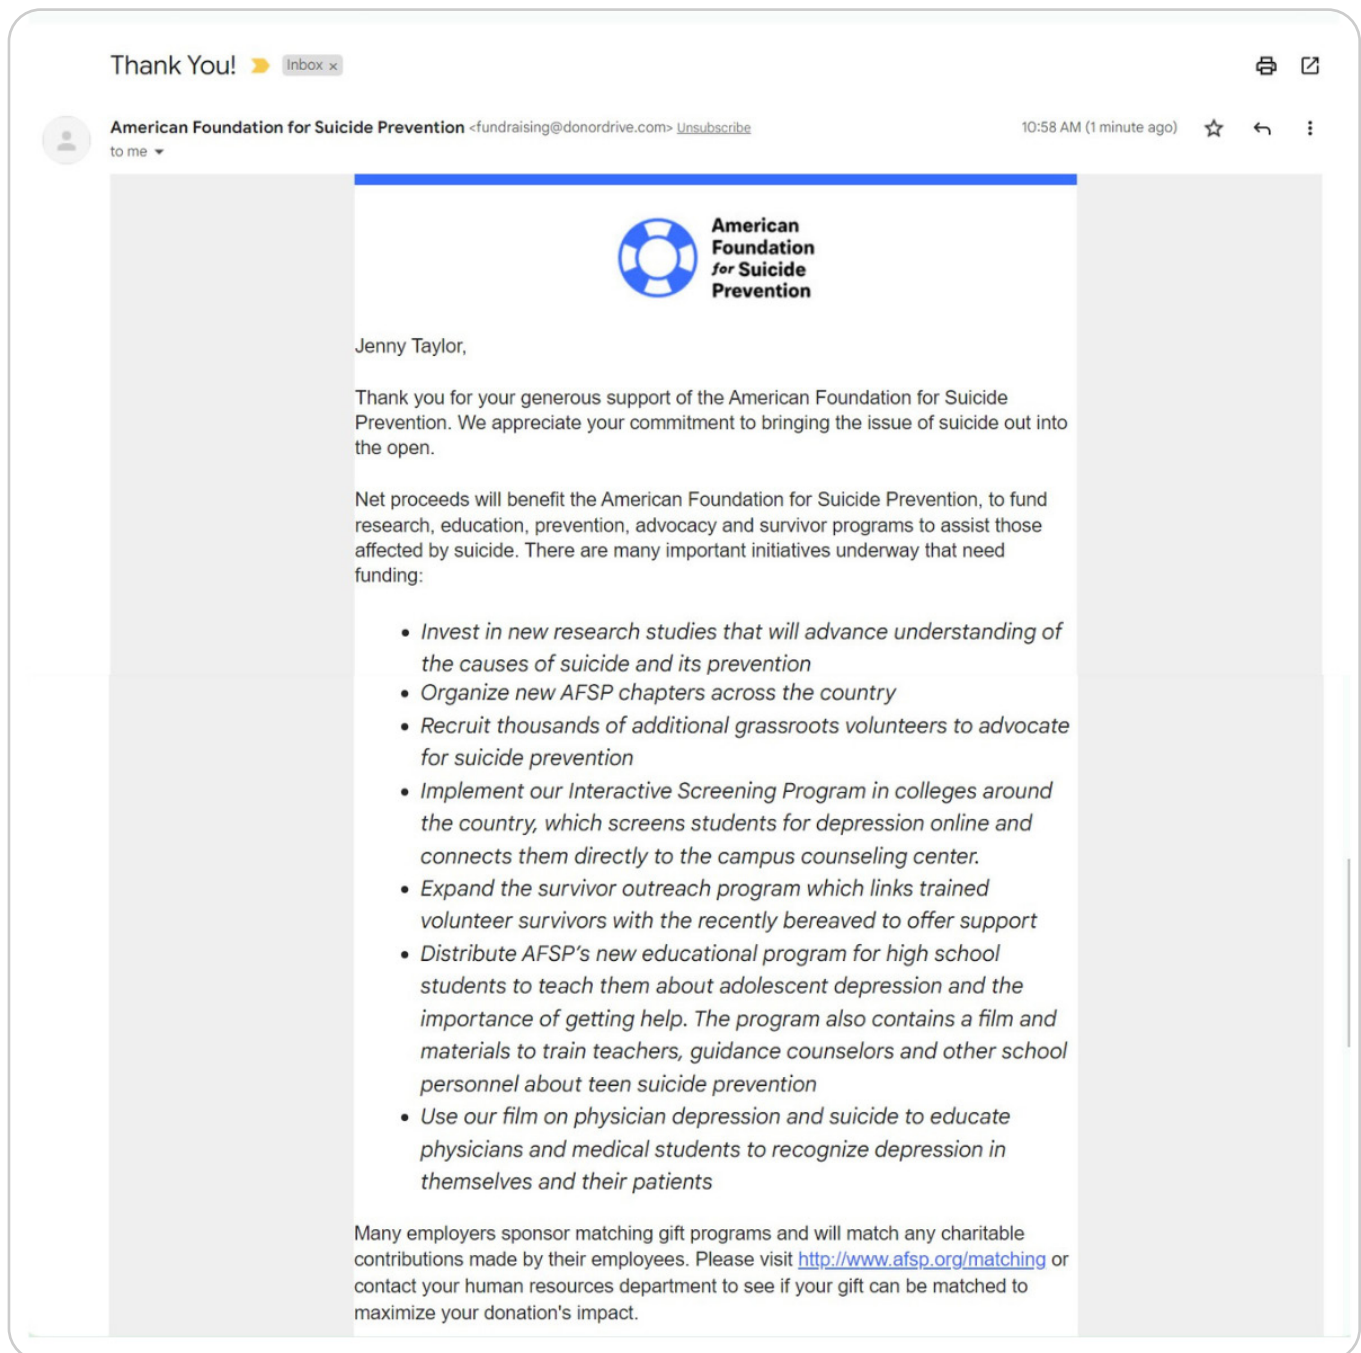 Thank You! Inbox x
American Foundation for Suicide Prevention <fundraising@donordrive.com> Unsubscribe 10:58 AM (1 minute ago)
to me
American
Foundation
for Suicide
Prevention
Jenny Taylor,
Thank you for your generous support of the American Foundation for Suicide
Prevention. We appreciate your commitment to bringing the issue of suicide out into
the open.
Net proceeds will benefit the American Foundation for Suicide Prevention, to fund
research, education, prevention, advocacy and survivor programs to assist those
affected by suicide. There are many important initiatives underway that need
funding:
• Invest in new research studies that will advance understanding of
the causes of suicide and its prevention
• Organize new AFSP chapters across the country
• Recruit thousands of additional grassroots volunteers to advocate
for suicide prevention
• Implement our Interactive Screening Program in colleges around
the country, which screens students for depression online and
connects them directly to the campus counseling center.
• Expand the survivor outreach program which links trained
volunteer survivors with the recently bereaved to offer support
• Distribute AFSP's new educational program for high school
students to teach them about adolescent depression and the
importance of getting help. The program also contains a film and
materials to train teachers, guidance counselors and other school
personnel about teen suicide prevention
• Use our film on physician depression and suicide to educate
physicians and medical students to recognize depression in
themselves and their patients
Many employers sponsor matching gift programs and will match any charitable
contributions made by their employees. Please visit http://www.afsp.org/matching or
contact your human resources department to see if your gift can be matched to
maximize your donation's impact.